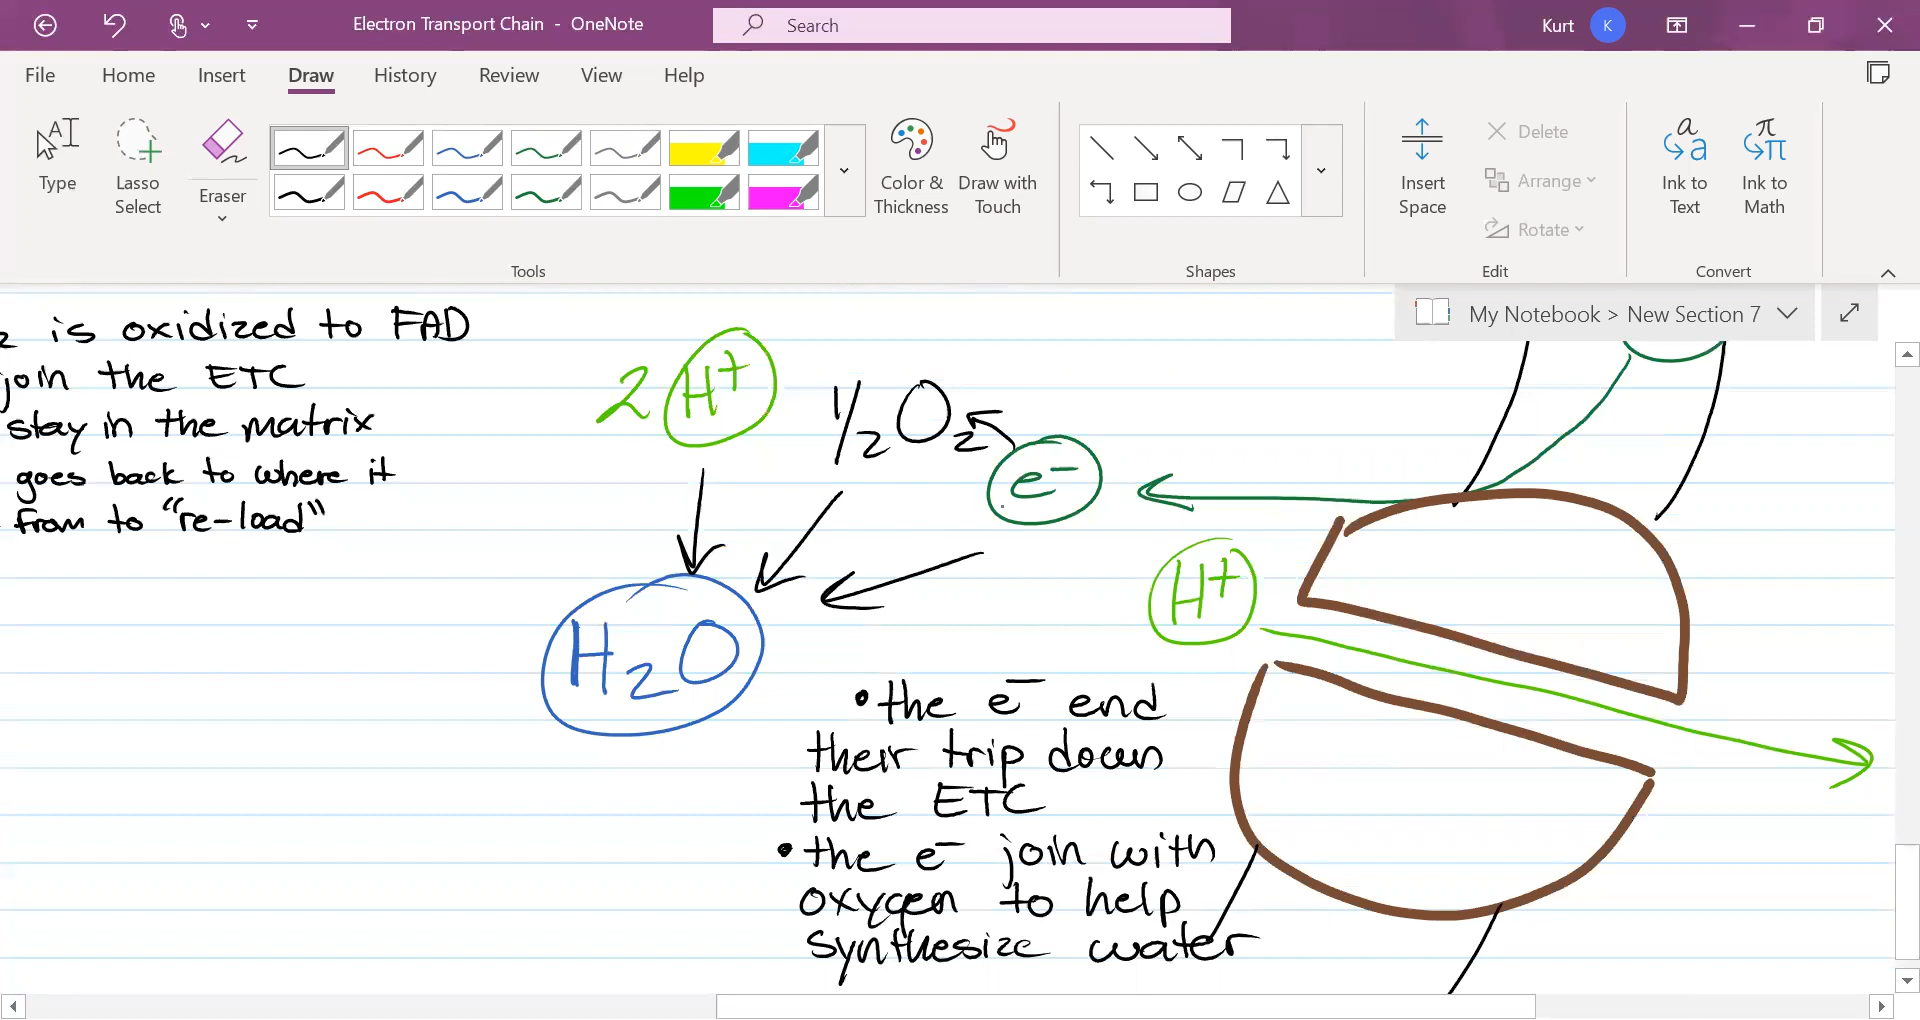 Electron Transport Chain - OneNote
Search
Kurt
K
File
Home
Insert
Draw
History
Review
View
Help
Type
Lasso
Select
Eraser
Color &
Thickness
Draw with
Touch
Insert
Space
Delete
Arrange
Rotate
Ink to
Text
Ink to
Math
Tools
Shapes
Edit
Convert
My Notebook > New Section 7
2 is oxidized to FAD
join the ETC
stay in the matrix
goes back to where it
from to "re-load"
2 H+
1/2 O2
e-
H+
H2O
• the e- end
their trip down
the ETC
• the e- join with
oxygen to help
synthesize water